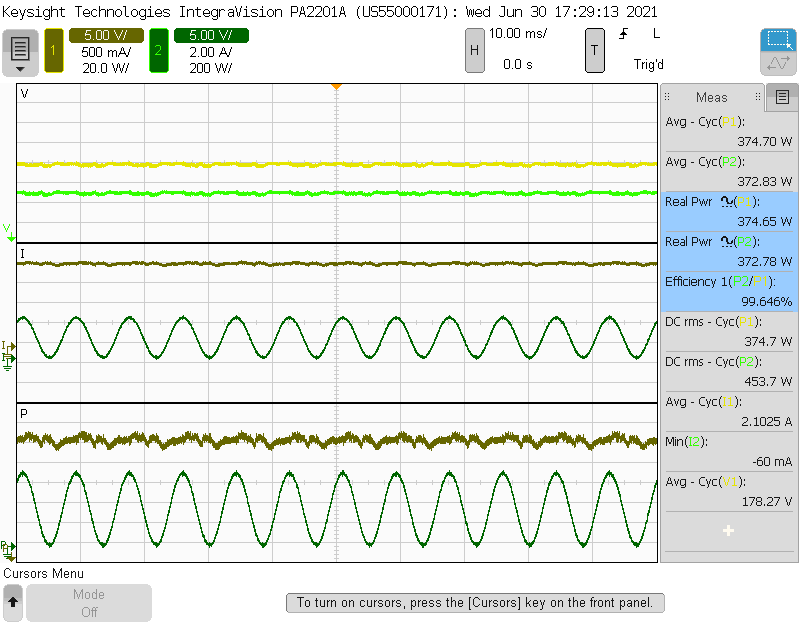 Keysight Technologies IntegraVision PA2201A (US55000171): Wed Jun 30 17:29:13 2021
1
5.00 V/
500 mA/
20.0 W/
2
5.00 V/
2.00 A/
200 W/
H
10.00 ms/
0.0 s
T
L
Trig'd
V
I
P
Meas
Avg - Cyc(P1):
374.70 W
Avg - Cyc(P2):
372.83 W
Real Pwr (P1):
374.65 W
Real Pwr (P2):
372.78 W
Efficiency 1(P2/P1):
99.646%
DC rms - Cyc(P1):
374.7 W
DC rms - Cyc(P2):
453.7 W
Avg - Cyc(I1):
2.1025 A
Min(I2):
-60 mA
Avg - Cyc(V1):
178.27 V
Cursors Menu
Mode
Off
To turn on cursors, press the [Cursors] key on the front panel.